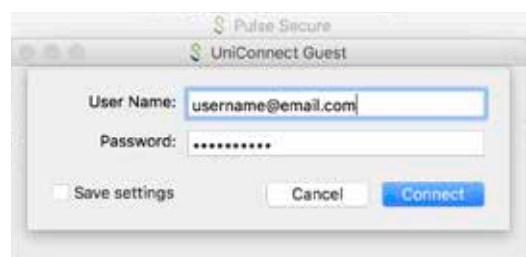 Pulse Secure
UniConnect Guest
User Name: username@email.com
Password: ••••••••••
Save settings Cancel Connect